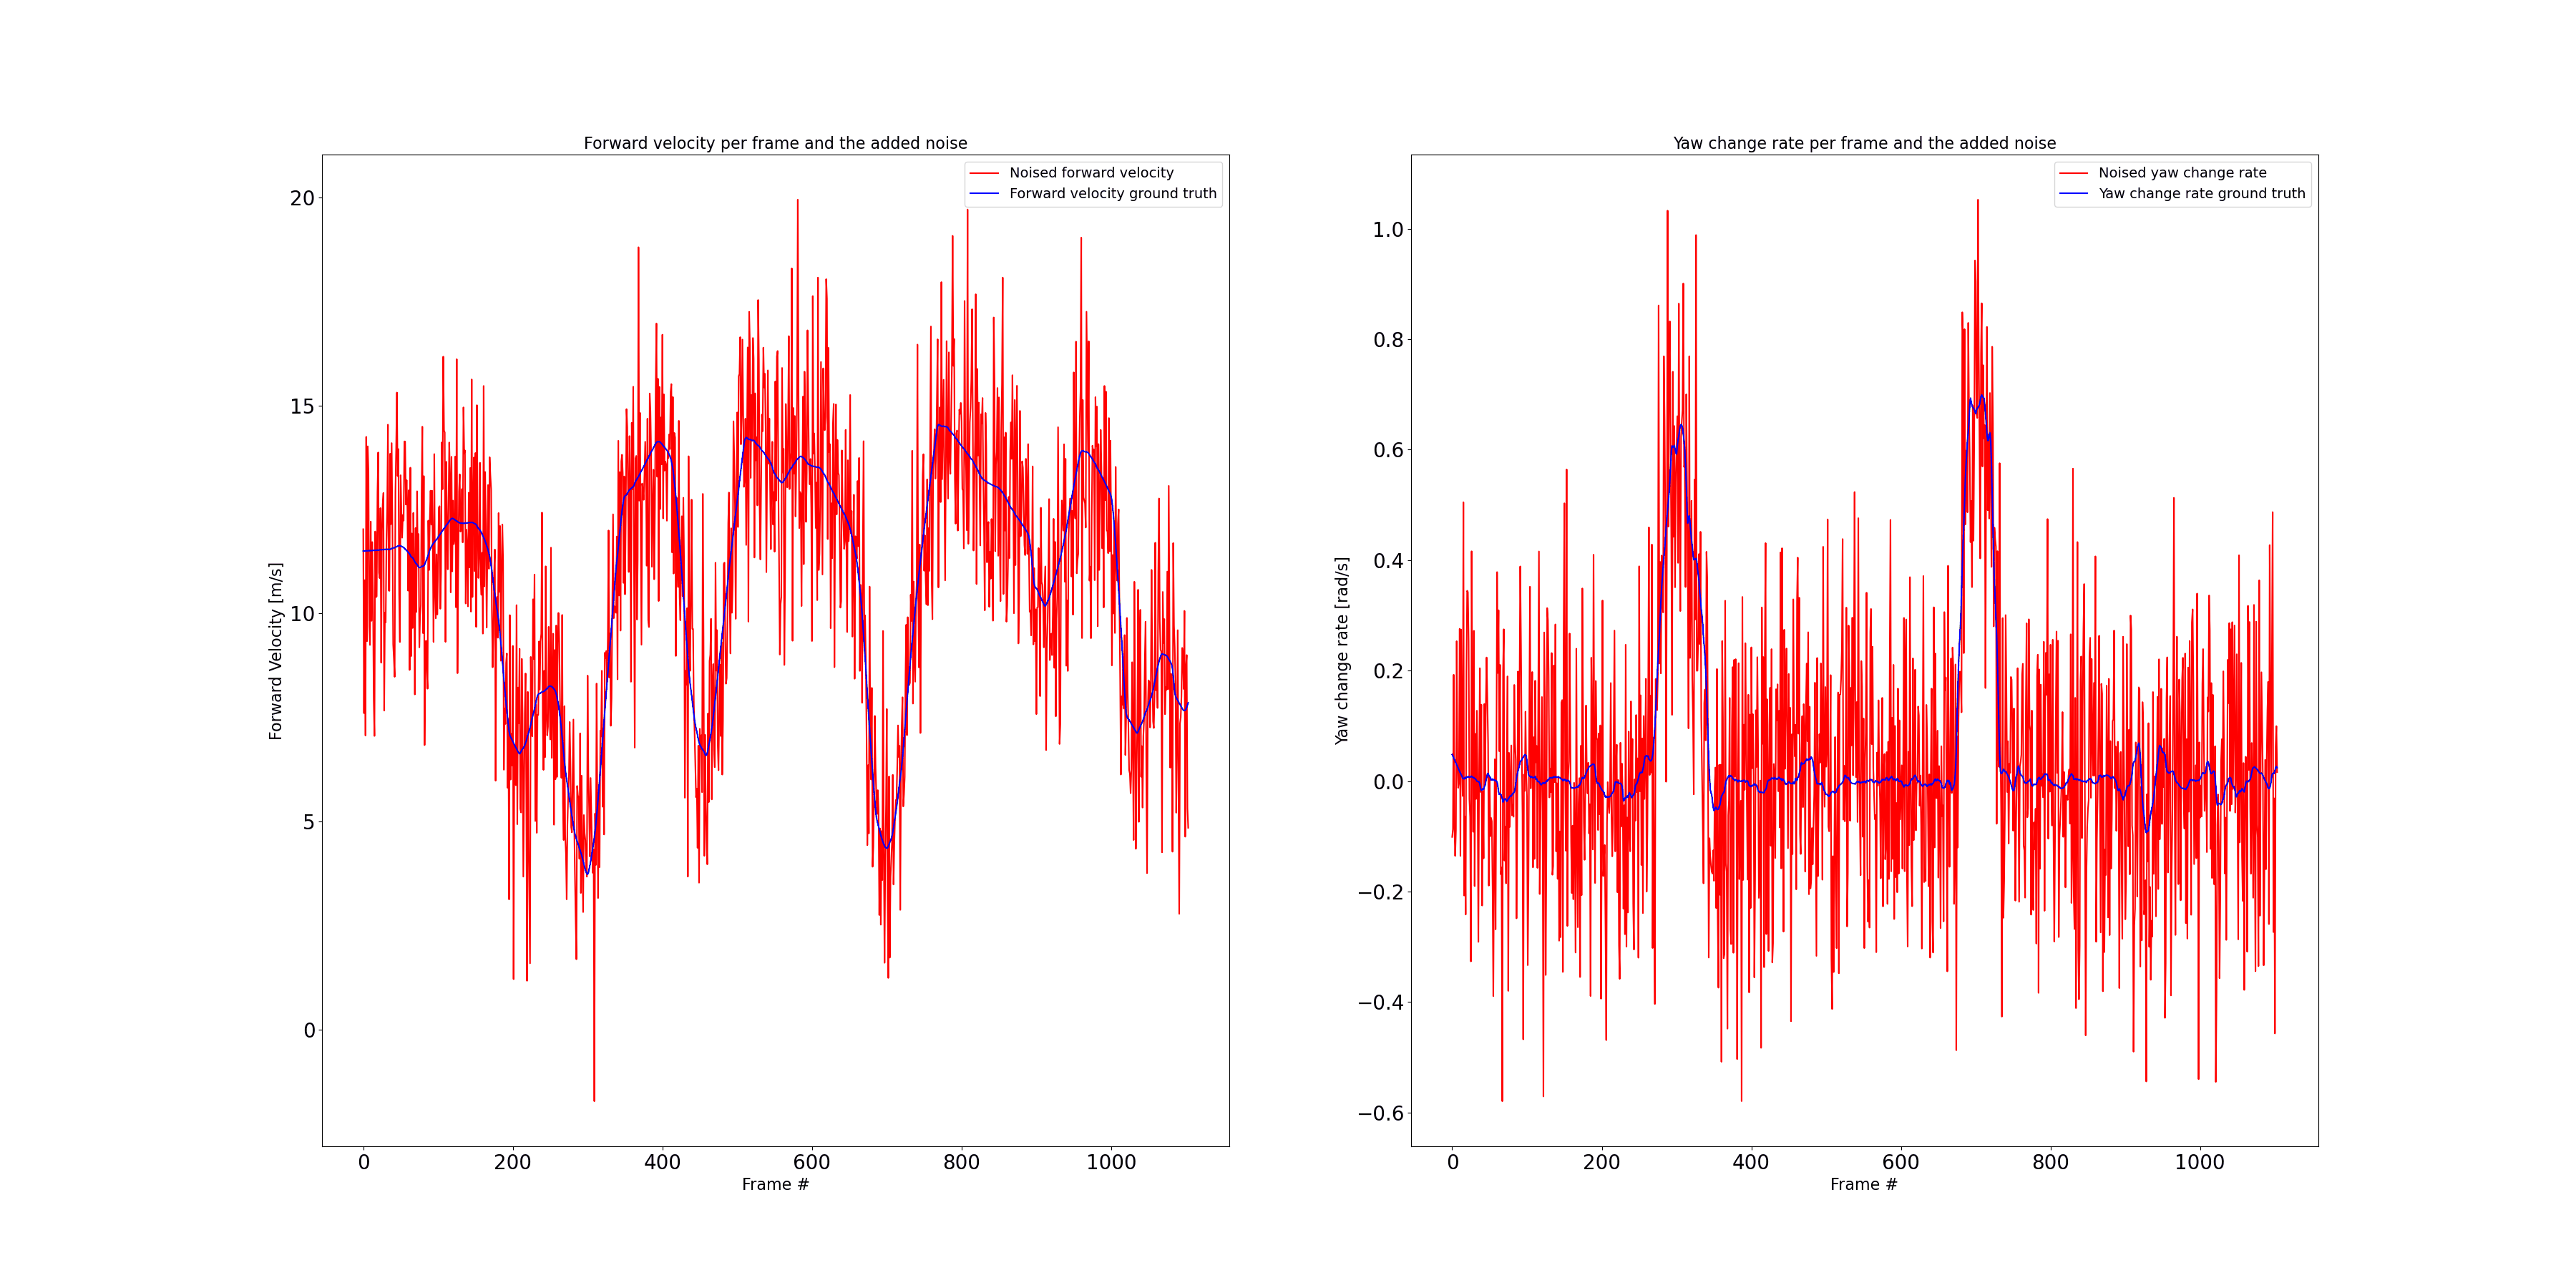 Forward velocity per frame and the added noise
Noised forward velocity
Forward velocity ground truth
Forward Velocity [m/s]
20
15
10
5
0
0 200 400 600 800 1000
Frame #
Yaw change rate per frame and the added noise
Noised yaw change rate
Yaw change rate ground truth
Yaw change rate [rad/s]
1.0
0.8
0.6
0.4
0.2
0.0
−0.2
−0.4
−0.6
0 200 400 600 800 1000
Frame #